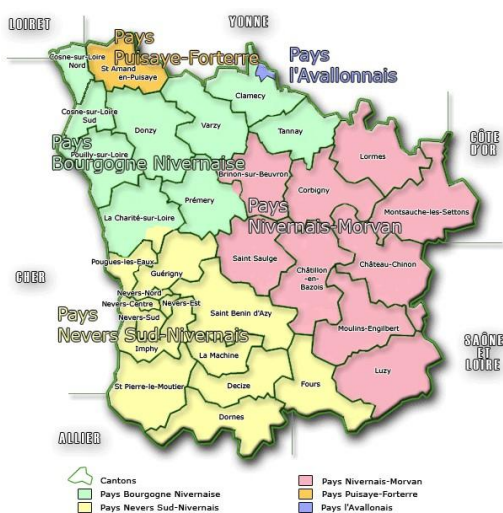 LOIRET
YONNE
Pays
Puisaye-Forterre
Cosne-sur-Loire
Nord
St Amand
en-Puisaye
Pays
l'Avallonnais
Cosne-sur-Loire
Sud
Clamecy
Donzy
Varzy
Tannay
CÔTE
D'OR
Pays
Bourgogne Nivernaise
Pouilly-sur-Loire
Lormes
Brinon-sur-Beuvron
Corbigny
La Charité-sur-Loire
Prémery
Pays
Nivernais-Morvan
Montsauche-les-Settons
Pougues-les-Eaux
Guérigny
Saint Saulge
Château-Chinon
CHER
Châtillon
-en-
Bazois
Nevers-Nord
Nevers-Centre
Nevers-Est
Nevers-Sud
Pays
Nevers Sud-Nivernais
Saint Benin d'Azy
Moulins-Engilbert
SAÔNE
ET
LOIRE
Imphy
La Machine
Luzy
St Pierre-le-Moutier
Decize
Fours
Dornes
ALLIER
Cantons
Pays Bourgogne Nivernaise
Pays Nevers Sud-Nivernais
Pays Nivernais-Morvan
Pays Puisaye-Forterre
Pays l'Avallonais